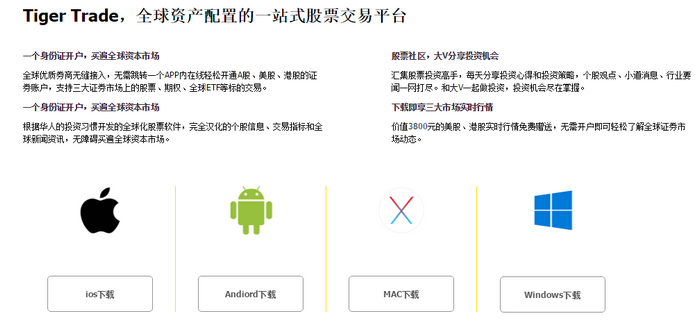 Tiger Trade，全球资产配置的一站式股票交易平台
一个身份证开户，买遍全球资本市场
全球优质券商无缝接入，无需跳转一个APP内在线轻松开通A股、美股、港股的证
券账户，支持三大证券市场上的股票、期权、全球ETF等标的交易。
一个身份证开户，买遍全球资本市场
根据华人的投资习惯开发的全球化股票软件，完全汉化的个股信息、交易指标和全
球新闻资讯，无障碍买遍全球资本市场。
股票社区，大V分享投资机会
汇集股票投资高手，每天分享投资心得和投资策略，个股观点、小道消息、行业要
闻一网打尽。和大V一起做投资，投资机会尽在掌握。
下载即享三大市场实时行情
价值3800元的美股、港股实时行情免费赠送，无需开户即可轻松了解全球证券市
场动态。
ios下载
Andiord下载
MAC下载
Windows下载